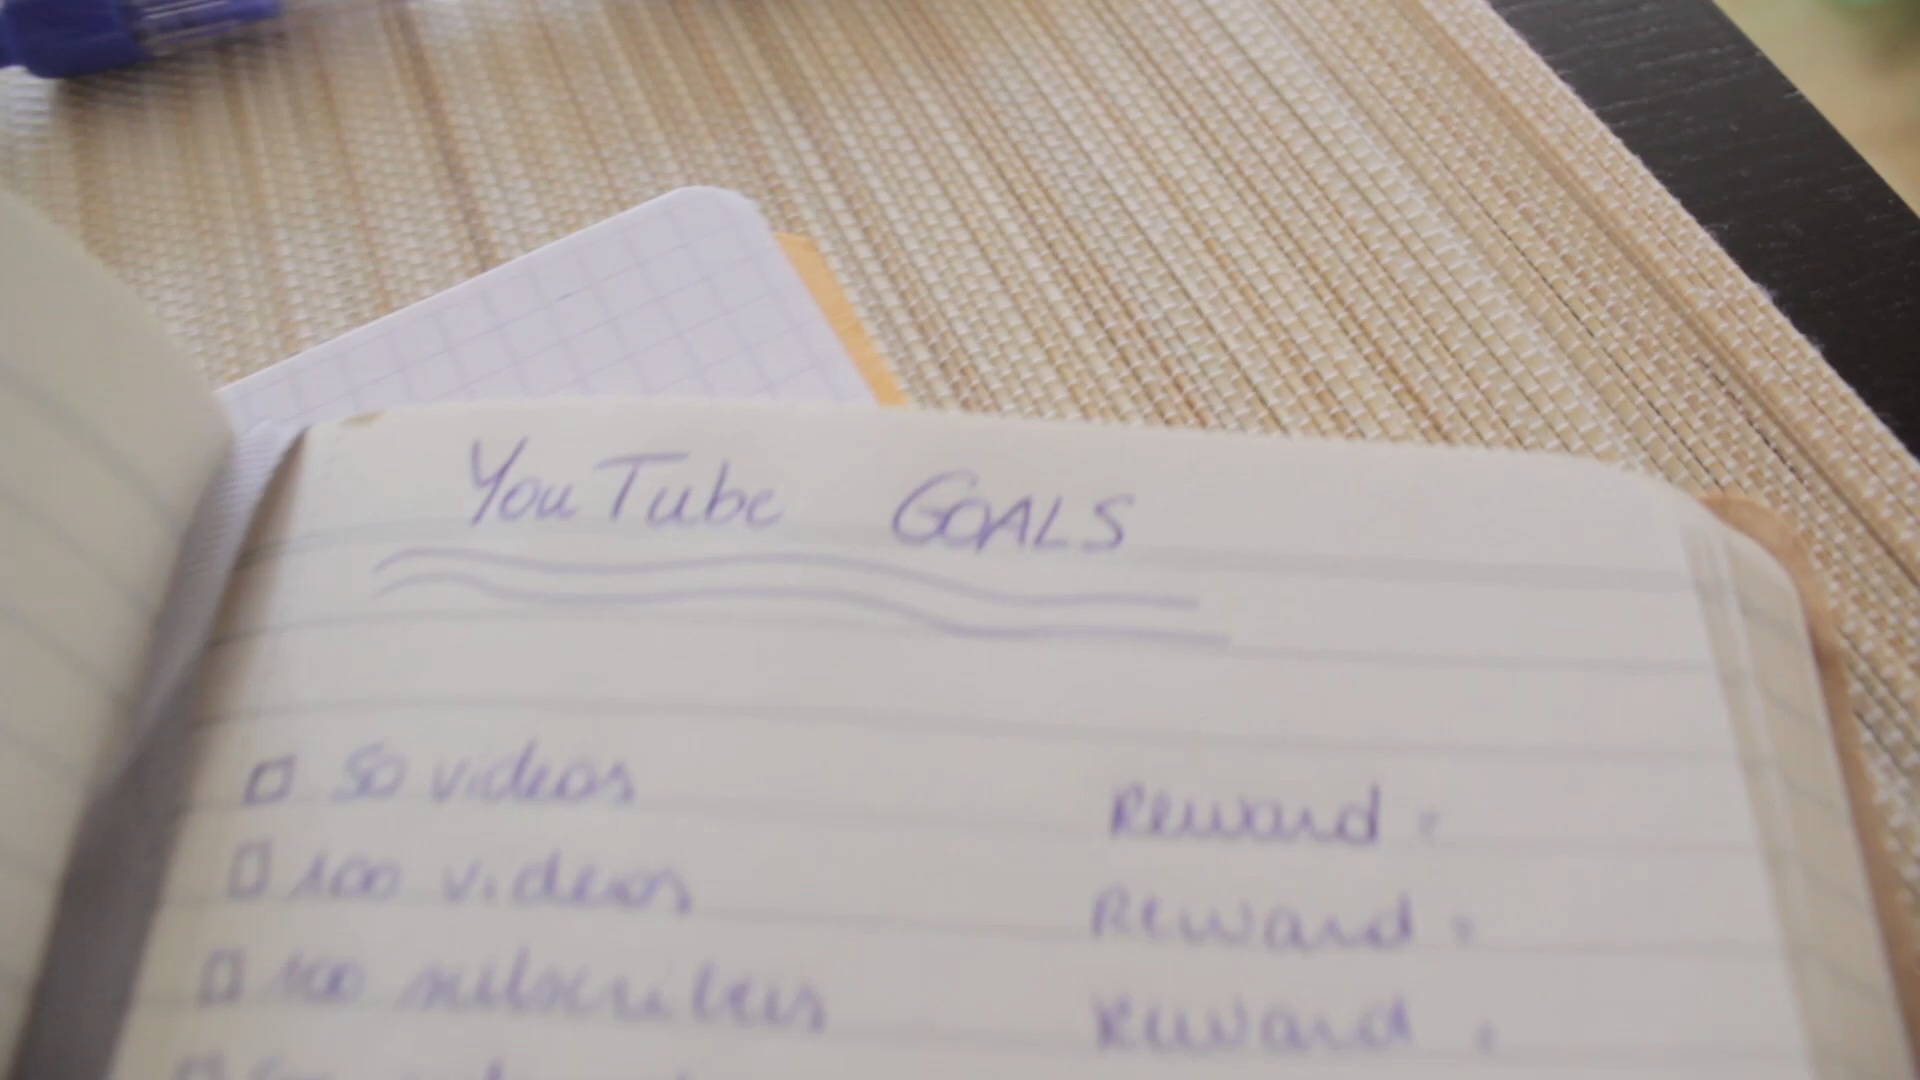 YouTube GOALS
□ 50 videos Reward :
□ 100 videos Reward :
□ 100 subscribers Reward :